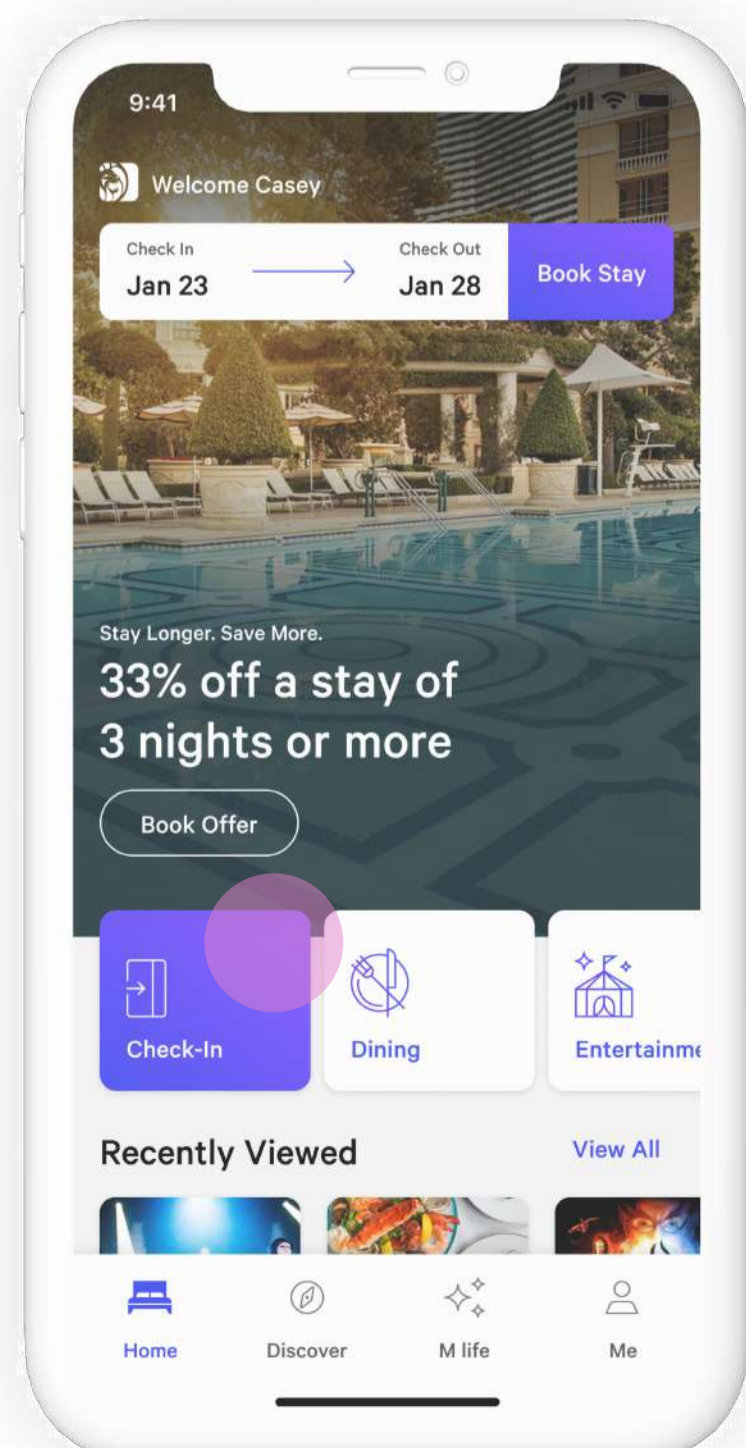 9:41
Welcome Casey
Check In
Jan 23
Check Out
Jan 28
Book Stay
Stay Longer. Save More.
33% off a stay of
3 nights or more
Book Offer
Check-In
Dining
Entertainme
Recently Viewed
View All
Home
Discover
M life
Me